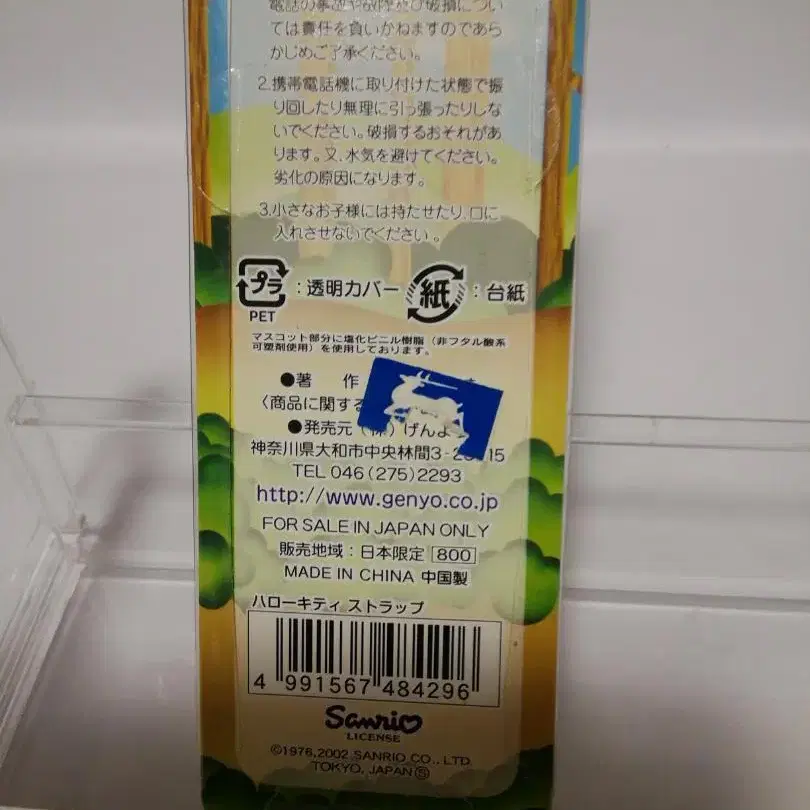 電話の事故や故障及び破損につい
ては責任を負いかねますのであら
かじめご了承ください。
2.携帯電話機に取り付けた状態で振
り回したり無理に引っ張ったりしな
いでください。破損するおそれがあ
ります。又、水気を避けてください。
劣化の原因になります。
3.小さなお子様には持たせたり、口に
入れさせないでください。
プラ PET :透明カバー 紙 :台紙
マスコット部分に塩化ビニル樹脂(非フタル酸系
可塑剤使用)を使用しております。
●著 作
〈商品に関する
●発売元(株)げんよ
神奈川県大和市中央林間3-2 15
TEL 046(275)2293
http://www.genyo.co.jp
FOR SALE IN JAPAN ONLY
販売地域:日本限定 800
MADE IN CHINA 中国製
ハローキティ ストラップ
4 991567 484296
Sanrio
LICENSE
©1976,2002 SANRIO CO., LTD.
TOKYO, JAPAN Ⓢ